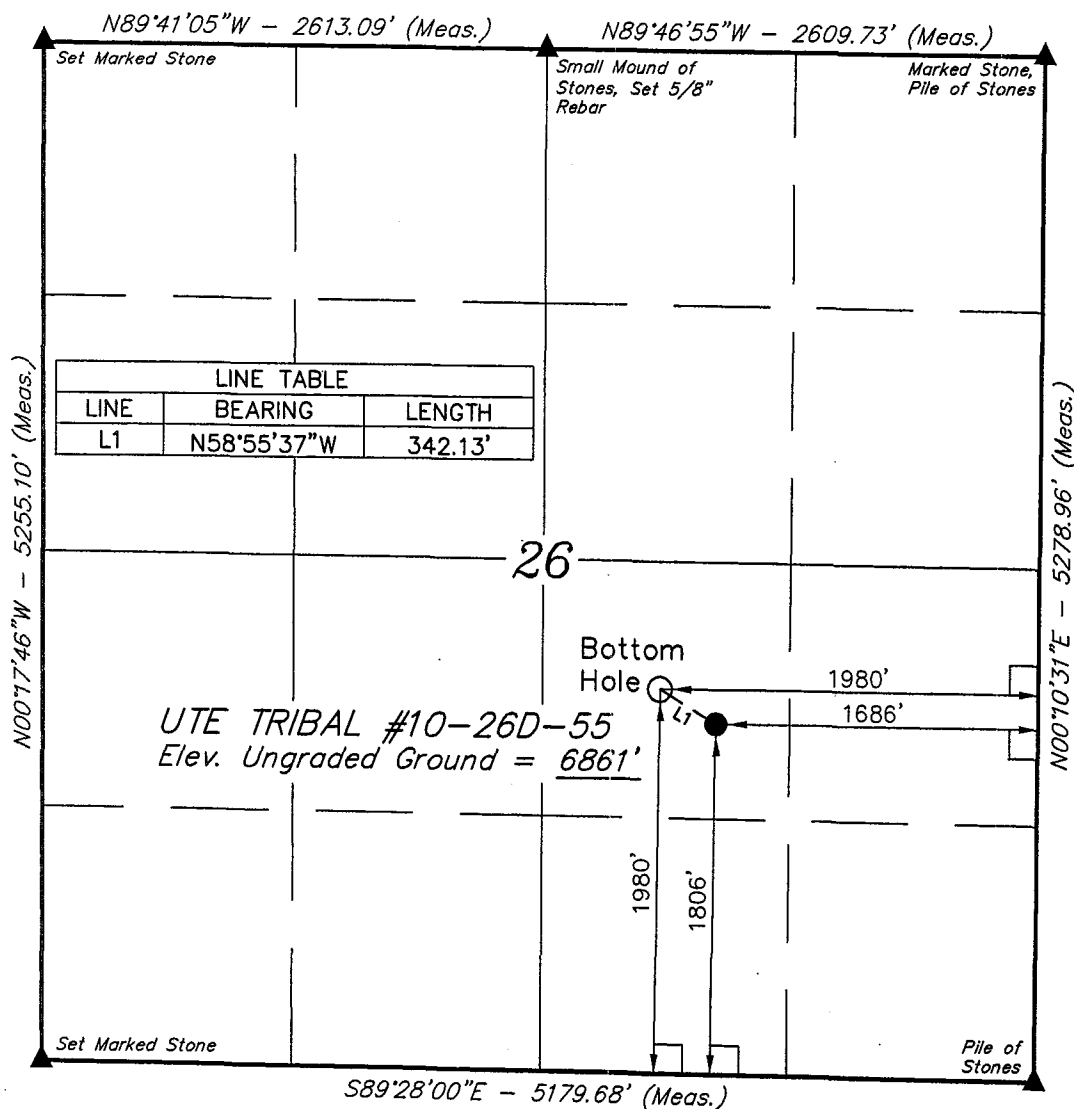 N89°41'05"W - 2613.09' (Meas.)
N89°46'55"W - 2609.73' (Meas.)
Set Marked Stone
Small Mound of
Stones, Set 5/8"
Rebar
Marked Stone,
Pile of Stones
LINE TABLE
LINE BEARING LENGTH
L1 N58°55'37"W 342.13'
N00°17'46"W - 5255.10' (Meas.)
N00°10'31"E - 5278.96' (Meas.)
26
Bottom
Hole
1980'
L1
1686'
UTE TRIBAL #10-26D-55
Elev. Ungraded Ground = 6861'
1980'
1806'
Set Marked Stone
Pile of
Stones
S89°28'00"E - 5179.68' (Meas.)